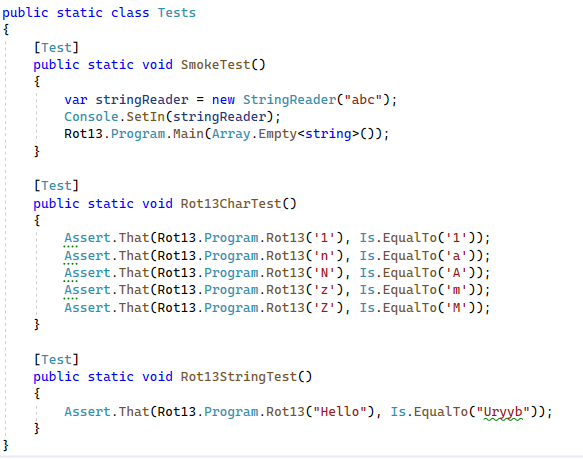 public static class Tests
{
    [Test]
    public static void SmokeTest()
    {
        var stringReader = new StringReader("abc");
        Console.SetIn(stringReader);
        Rot13.Program.Main(Array.Empty<string>());
    }

    [Test]
    public static void Rot13CharTest()
    {
        Assert.That(Rot13.Program.Rot13('1'), Is.EqualTo('1'));
        Assert.That(Rot13.Program.Rot13('n'), Is.EqualTo('a'));
        Assert.That(Rot13.Program.Rot13('N'), Is.EqualTo('A'));
        Assert.That(Rot13.Program.Rot13('z'), Is.EqualTo('m'));
        Assert.That(Rot13.Program.Rot13('Z'), Is.EqualTo('M'));
    }

    [Test]
    public static void Rot13StringTest()
    {
        Assert.That(Rot13.Program.Rot13("Hello"), Is.EqualTo("Uryyb"));
    }
}